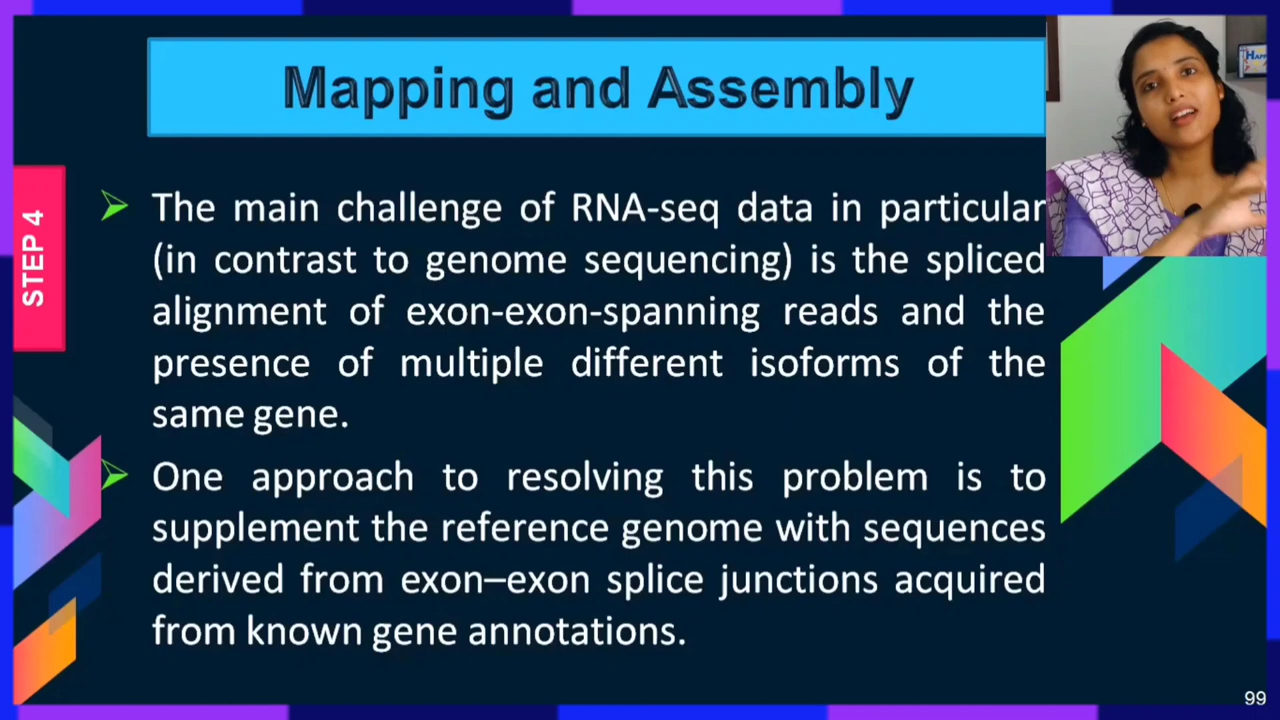 Mapping and Assembly
STEP 4
The main challenge of RNA-seq data in particular
(in contrast to genome sequencing) is the spliced
alignment of exon-exon-spanning reads and the
presence of multiple different isoforms of the
same gene.
One approach to resolving this problem is to
supplement the reference genome with sequences
derived from exon–exon splice junctions acquired
from known gene annotations.
99